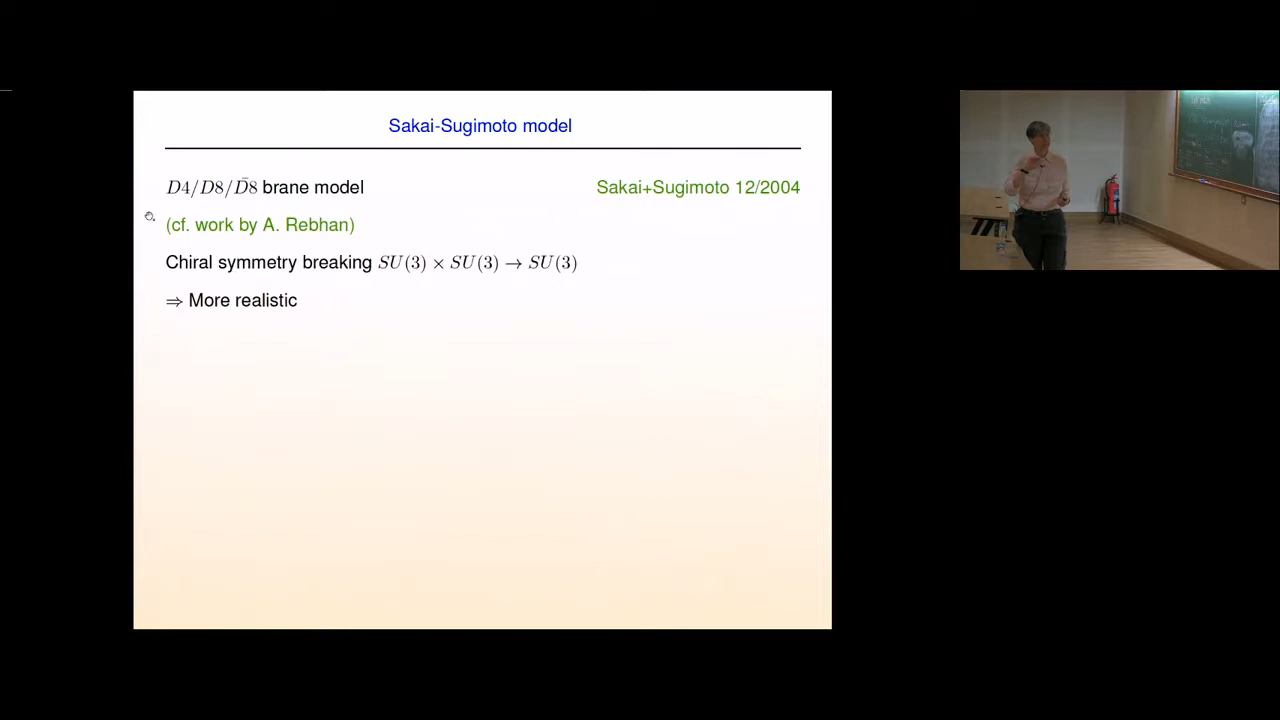 Sakai-Sugimoto model
D4/D8/D̄8 brane model Sakai+Sugimoto 12/2004
(cf. work by A. Rebhan)
Chiral symmetry breaking SU(3) × SU(3) → SU(3)
⇒ More realistic